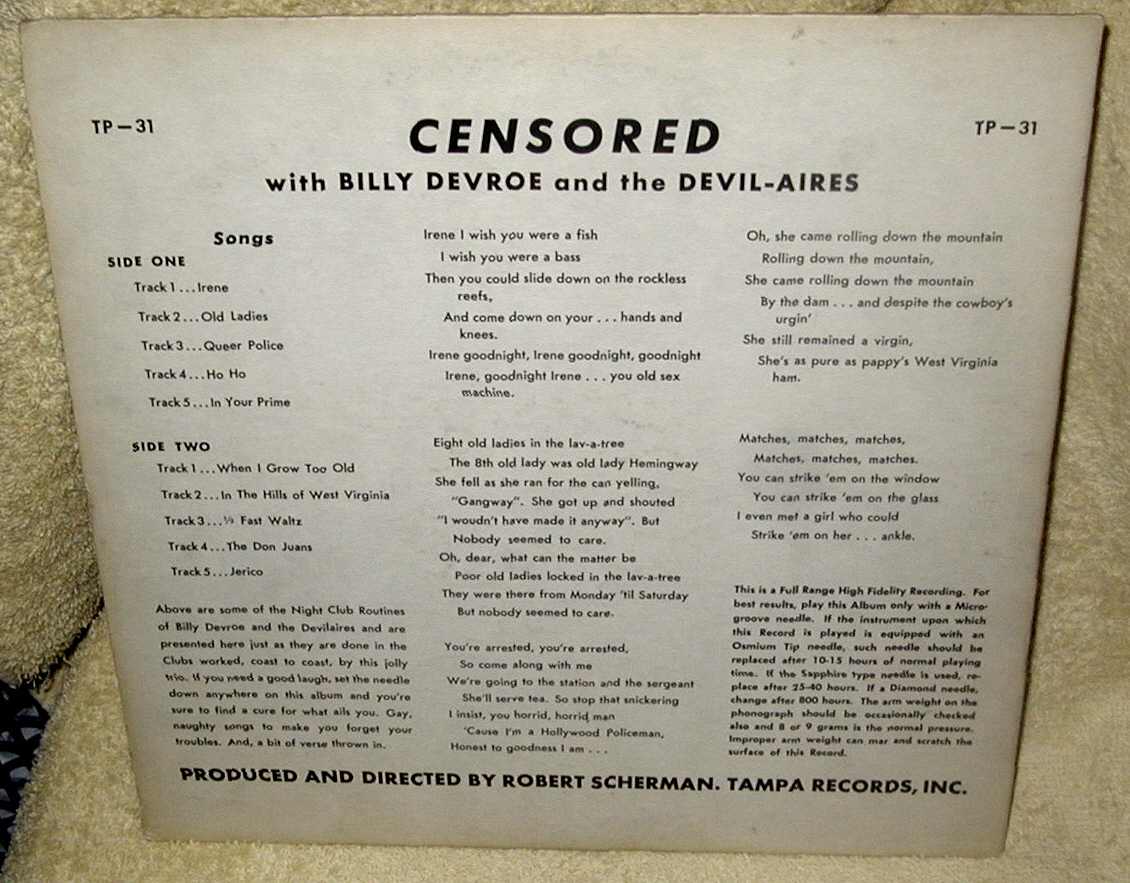 TP-31
TP-31
CENSORED
with BILLY DEVROE and the DEVIL-AIRES
Songs
SIDE ONE
Track 1 ... Irene
Track 2 ... Old Ladies
Track 3 ... Queer Police
Track 4 ... Ho Ho
Track 5 ... In Your Prime
SIDE TWO
Track 1 ... When I Grow Too Old
Track 2 ... In The Hills of West Virginia
Track 3 ... ½ Fast Waltz
Track 4 ... The Don Juans
Track 5 ... Jerico
Above are some of the Night Club Routines
of Billy Devroe and the Devilaires and are
presented here just as they are done in the
Clubs worked, coast to coast, by this jolly
trio. If you need a good laugh, set the needle
down anywhere on this album and you're
sure to find a cure for what ails you. Gay,
naughty songs to make you forget your
troubles. And, a bit of verse thrown in.
Irene I wish you were a fish
I wish you were a bass
Then you could slide down on the rockless
reefs,
And come down on your . . . hands and
knees.
Irene goodnight, Irene goodnight, goodnight
Irene, goodnight Irene . . . you old sex
machine.
Eight old ladies in the lav-a-tree
The 8th old lady was old lady Hemingway
She fell as she ran for the can yelling,
"Gangway". She got up and shouted
"I woudn't have made it anyway". But
Nobody seemed to care.
Oh, dear, what can the matter be
Poor old ladies locked in the lav-a-tree
They were there from Monday 'til Saturday
But nobody seemed to care.
You're arrested, you're arrested,
So come along with me
We're going to the station and the sergeant
She'll serve tea. So stop that snickering
I insist, you horrid, horrid man
'Cause I'm a Hollywood Policeman,
Honest to goodness I am . . .
Oh, she came rolling down the mountain
Rolling down the mountain,
She came rolling down the mountain
By the dam . . . and despite the cowboy's
urgin'
She still remained a virgin,
She's as pure as pappy's West Virginia
ham.
Matches, matches, matches,
Matches, matches, matches.
You can strike 'em on the window
You can strike 'em on the glass
I even met a girl who could
Strike 'em on her . . . ankle.
This is a Full Range High Fidelity Recording. For
best results, play this Album only with a Micro-
groove needle. If the instrument upon which
this Record is played is equipped with an
Osmium Tip needle, such needle should be
replaced after 10-15 hours of normal playing
time. If the Sapphire type needle is used, re-
place after 25-40 hours. If a Diamond needle,
change after 800 hours. The arm weight on the
phonograph should be occasionally checked
also and 8 or 9 grams is the normal pressure.
Improper arm weight can mar and scratch the
surface of this Record.
PRODUCED AND DIRECTED BY ROBERT SCHERMAN. TAMPA RECORDS, INC.